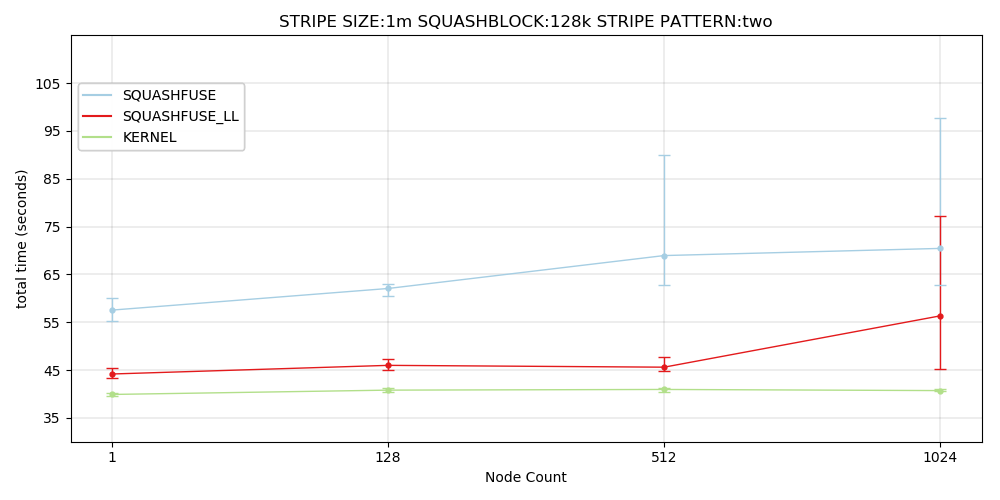 STRIPE SIZE:1m SQUASHBLOCK:128k STRIPE PATTERN:two
105
95
85
75
65
55
45
35
total time (seconds)
SQUASHFUSE
SQUASHFUSE_LL
KERNEL
1
128
512
1024
Node Count